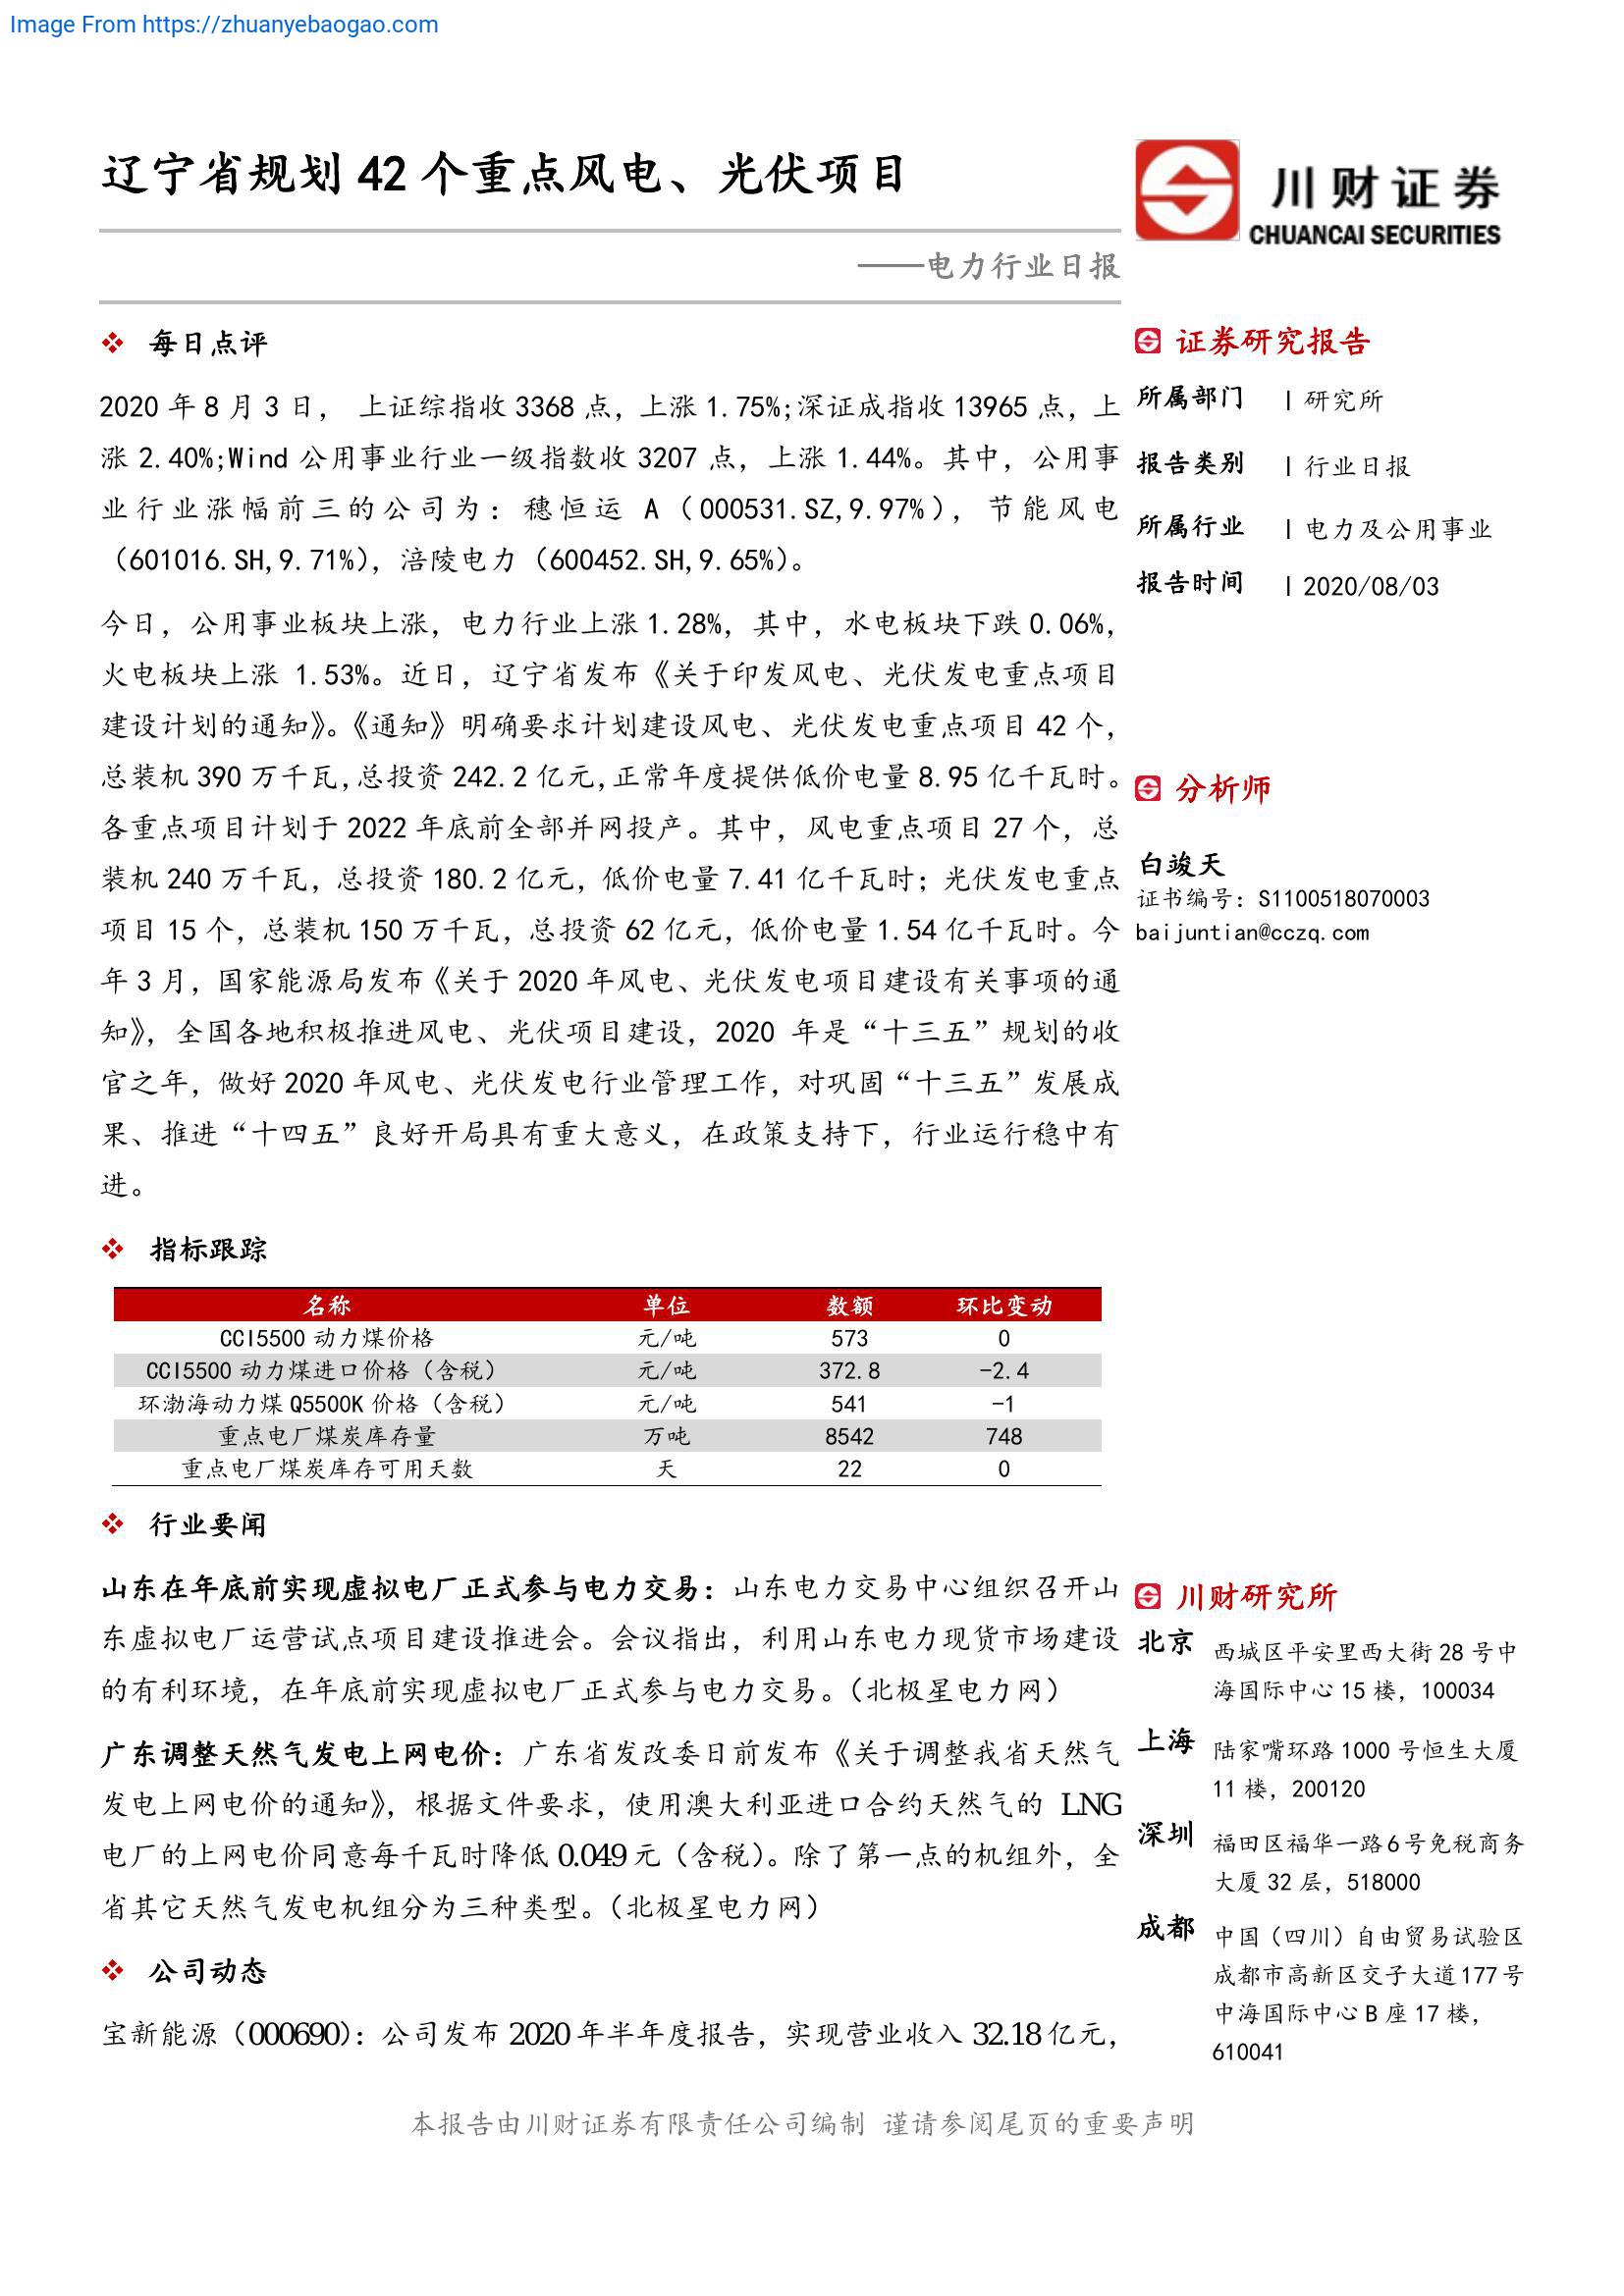 Image From https://zhuanyebaogao.com
辽宁省规划 42 个重点风电、光伏项目
——电力行业日报
川财证券
CHUANCAI SECURITIES
❖ 每日点评
2020 年 8 月 3 日， 上证综指收 3368 点，上涨 1.75%;深证成指收 13965 点，上
涨 2.40%;Wind 公用事业行业一级指数收 3207 点，上涨 1.44%。其中，公用事
业行业涨幅前三的公司为：穗恒运 A（000531.SZ,9.97%），节能风电
（601016.SH,9.71%），涪陵电力（600452.SH,9.65%）。
今日，公用事业板块上涨，电力行业上涨 1.28%，其中，水电板块下跌 0.06%，
火电板块上涨 1.53%。近日，辽宁省发布《关于印发风电、光伏发电重点项目
建设计划的通知》。《通知》明确要求计划建设风电、光伏发电重点项目 42 个，
总装机 390 万千瓦,总投资 242.2 亿元,正常年度提供低价电量 8.95 亿千瓦时。
各重点项目计划于 2022 年底前全部并网投产。其中，风电重点项目 27 个，总
装机 240 万千瓦，总投资 180.2 亿元，低价电量 7.41 亿千瓦时；光伏发电重点
项目 15 个，总装机 150 万千瓦，总投资 62 亿元，低价电量 1.54 亿千瓦时。今
年 3 月，国家能源局发布《关于 2020 年风电、光伏发电项目建设有关事项的通
知》，全国各地积极推进风电、光伏项目建设，2020 年是“十三五”规划的收
官之年，做好 2020 年风电、光伏发电行业管理工作，对巩固“十三五”发展成
果、推进“十四五”良好开局具有重大意义，在政策支持下，行业运行稳中有
进。
❖ 指标跟踪
名称 单位 数额 环比变动
CCI5500 动力煤价格 元/吨 573 0
CCI5500 动力煤进口价格（含税） 元/吨 372.8 -2.4
环渤海动力煤 Q5500K 价格（含税） 元/吨 541 -1
重点电厂煤炭库存量 万吨 8542 748
重点电厂煤炭库存可用天数 天 22 0
❖ 行业要闻
山东在年底前实现虚拟电厂正式参与电力交易：山东电力交易中心组织召开山
东虚拟电厂运营试点项目建设推进会。会议指出，利用山东电力现货市场建设
的有利环境，在年底前实现虚拟电厂正式参与电力交易。（北极星电力网）
广东调整天然气发电上网电价：广东省发改委日前发布《关于调整我省天然气
发电上网电价的通知》，根据文件要求，使用澳大利亚进口合约天然气的 LNG
电厂的上网电价同意每千瓦时降低 0.049 元（含税）。除了第一点的机组外，全
省其它天然气发电机组分为三种类型。（北极星电力网）
❖ 公司动态
宝新能源（000690）：公司发布 2020 年半年度报告，实现营业收入 32.18 亿元，
证券研究报告
所属部门 | 研究所
报告类别 | 行业日报
所属行业 | 电力及公用事业
报告时间 | 2020/08/03
分析师
白竣天
证书编号：S1100518070003
baijuntian@cczq.com
川财研究所
北京 西城区平安里西大街 28 号中
海国际中心 15 楼，100034
上海 陆家嘴环路 1000 号恒生大厦
11 楼，200120
深圳 福田区福华一路 6 号免税商务
大厦 32 层，518000
成都 中国（四川）自由贸易试验区
成都市高新区交子大道 177 号
中海国际中心 B 座 17 楼，
610041
本报告由川财证券有限责任公司编制 谨请参阅尾页的重要声明